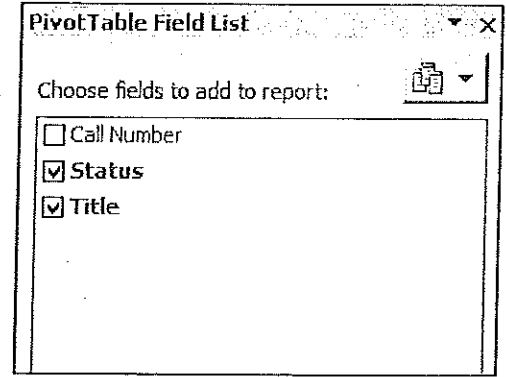 PivotTable Field List
Choose fields to add to report:
Call Number
Status
Title